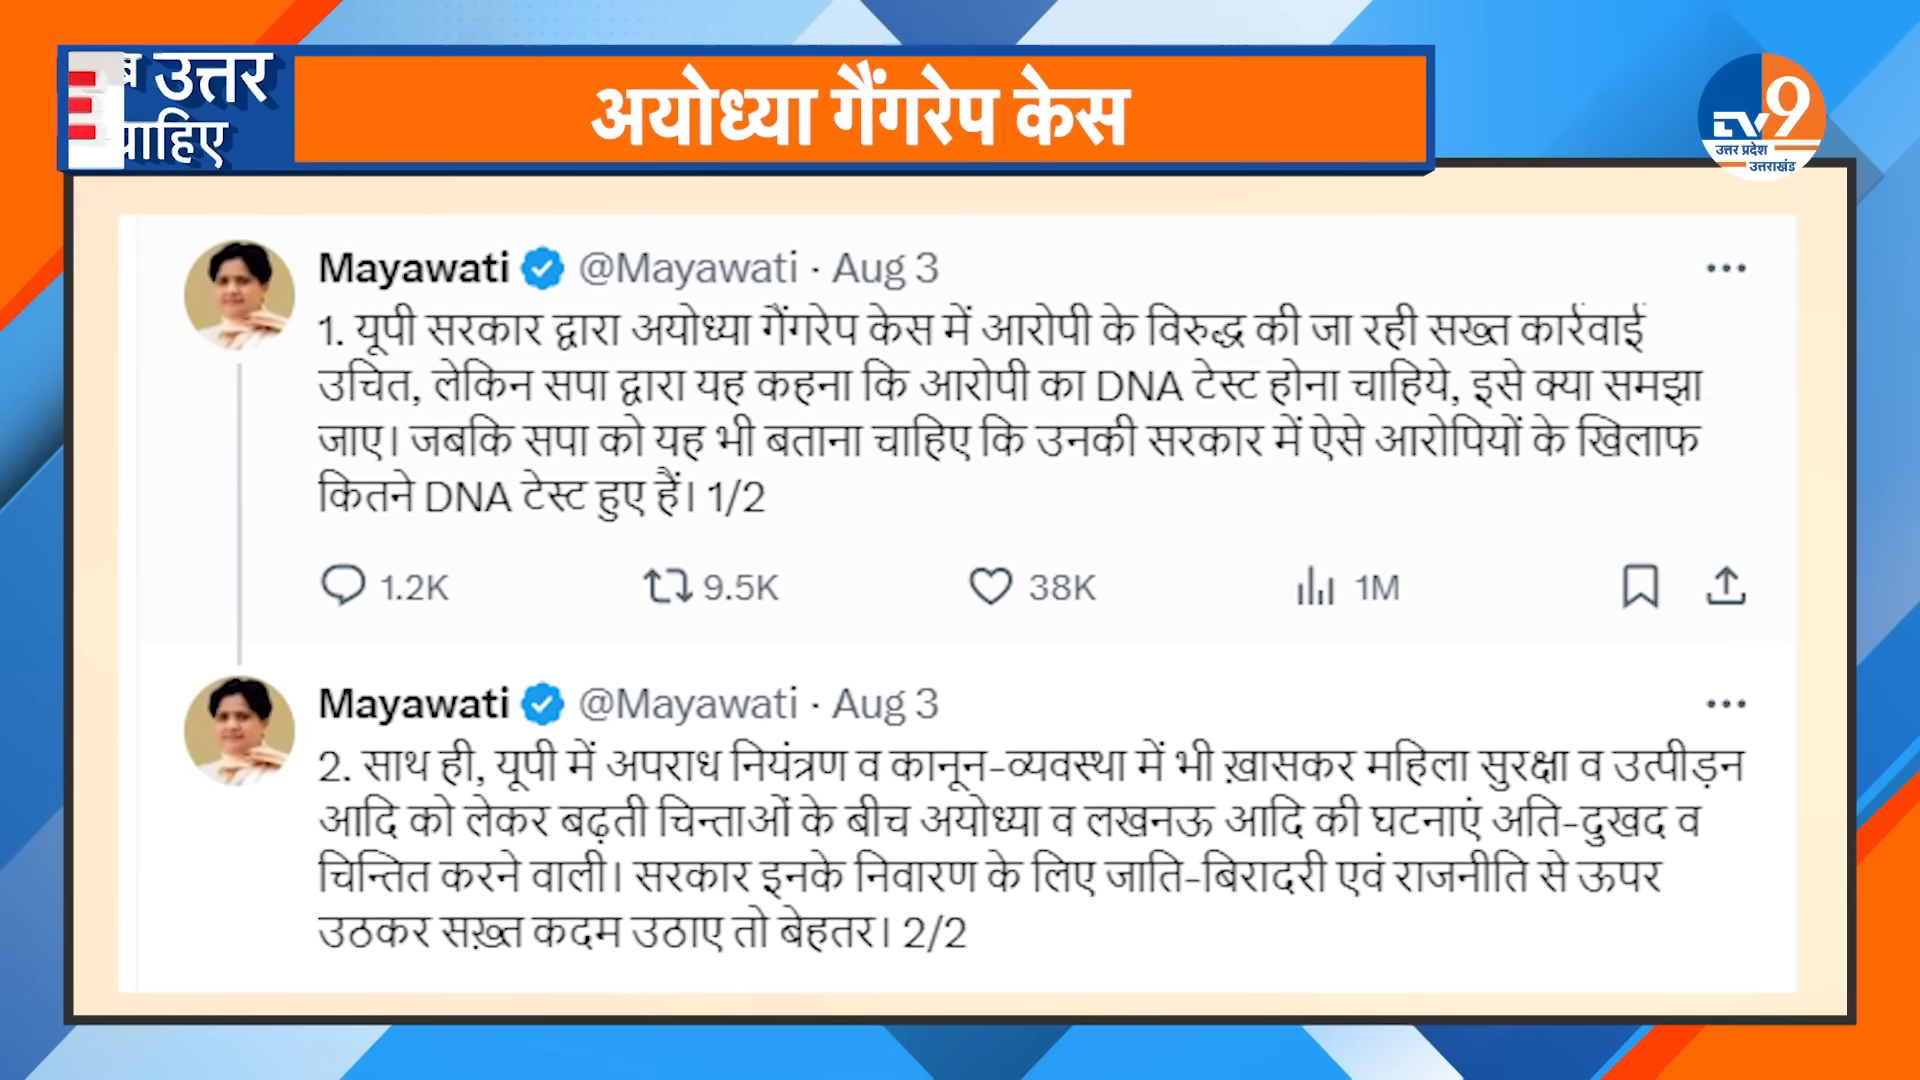 उत्तर
अयोध्या गैंगरेप केस
TV9
उत्तर प्रदेश
उत्तराखंड
Mayawati @Mayawati · Aug 3
1. यूपी सरकार द्वारा अयोध्या गैंगरेप केस में आरोपी के विरुद्ध की जा रही सख्त कार्रवाई
उचित, लेकिन सपा द्वारा यह कहना कि आरोपी का DNA टेस्ट होना चाहिये, इसे क्या समझा
जाए। जबकि सपा को यह भी बताना चाहिए कि उनकी सरकार में ऐसे आरोपियों के खिलाफ
कितने DNA टेस्ट हुए हैं। 1/2
1.2K 9.5K 38K 1M
Mayawati @Mayawati · Aug 3
2. साथ ही, यूपी में अपराध नियंत्रण व कानून-व्यवस्था में भी ख़ासकर महिला सुरक्षा व उत्पीड़न
आदि को लेकर बढ़ती चिन्ताओं के बीच अयोध्या व लखनऊ आदि की घटनाएं अति-दुखद व
चिन्तित करने वाली। सरकार इनके निवारण के लिए जाति-बिरादरी एवं राजनीति से ऊपर
उठकर सख़्त कदम उठाए तो बेहतर। 2/2